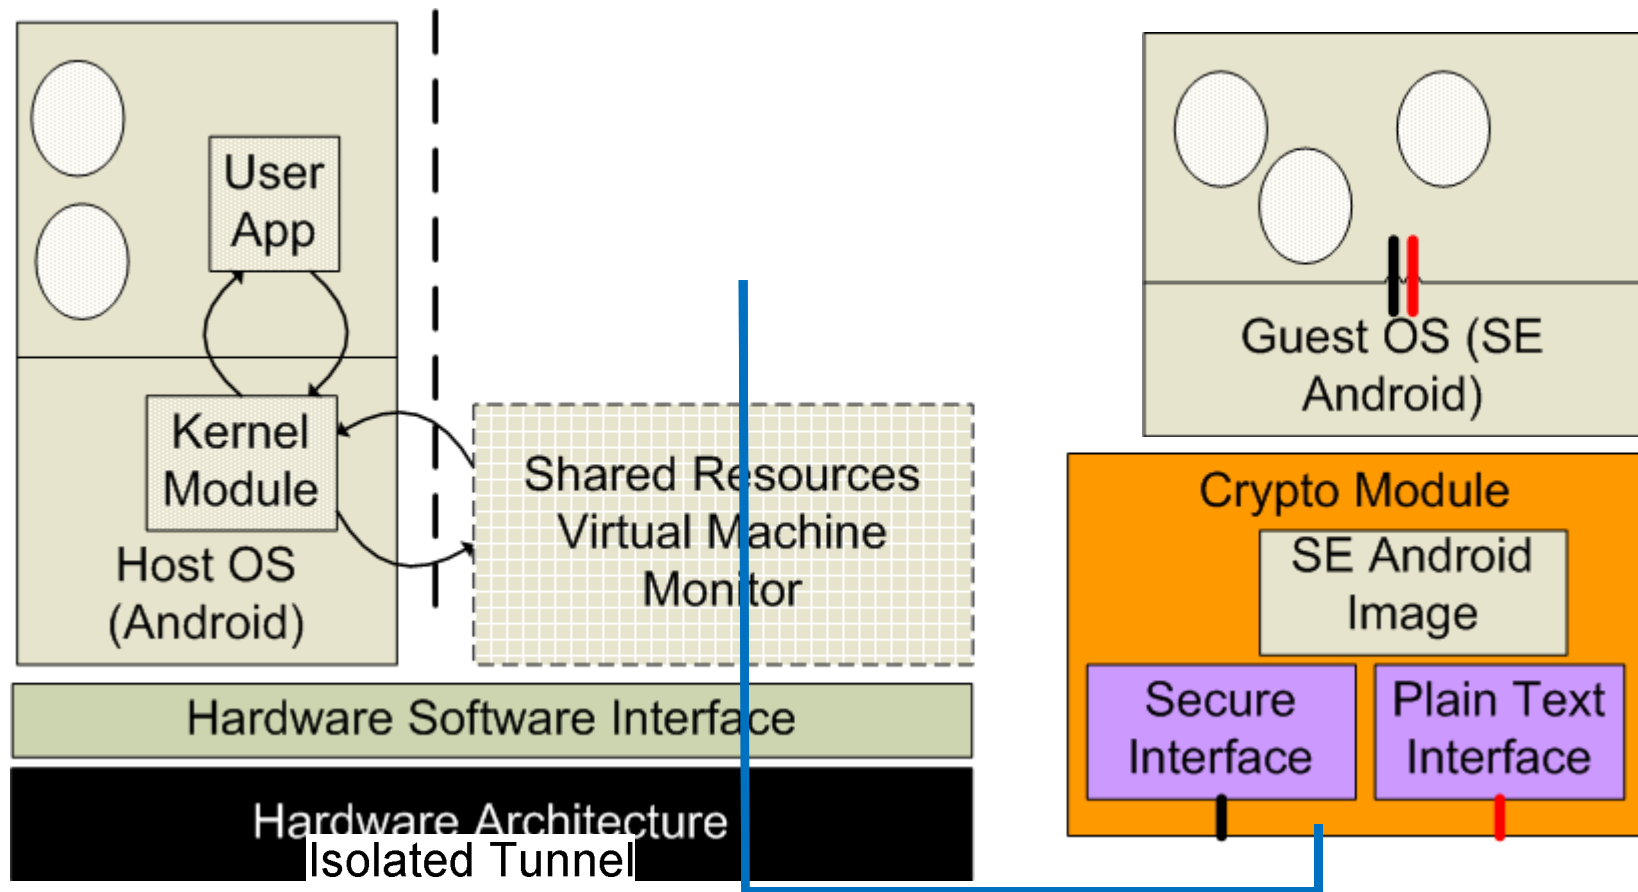 User
App
Kernel
Module
Host OS
(Android)
Shared Resources
Virtual Machine
Monitor
Hardware Software Interface
Hardware Architecture
Isolated Tunnel
Guest OS (SE
Android)
Crypto Module
SE Android
Image
Secure
Interface
Plain Text
Interface